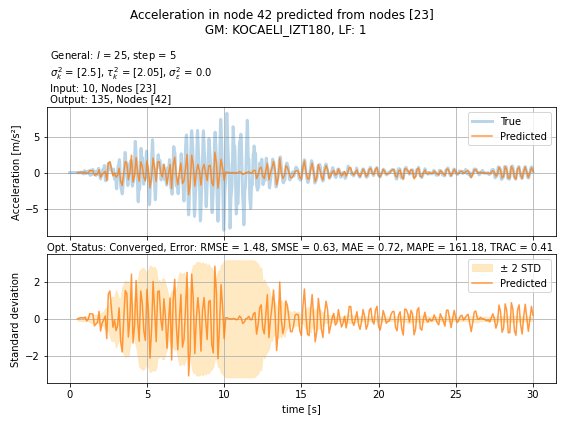 Acceleration in node 42 predicted from nodes [23]
GM: KOCAELI_IZT180, LF: 1
General: l = 25, step = 5
σ²ₖ = [2.5], τ²ₖ = [2.05], σ²ε = 0.0
Input: 10, Nodes [23]
Output: 135, Nodes [42]
Acceleration [m/s²]
5
0
−5
True
Predicted
Opt. Status: Converged, Error: RMSE = 1.48, SMSE = 0.63, MAE = 0.72, MAPE = 161.18, TRAC = 0.41
Standard deviation
2
0
−2
± 2 STD
Predicted
0 5 10 15 20 25 30
time [s]